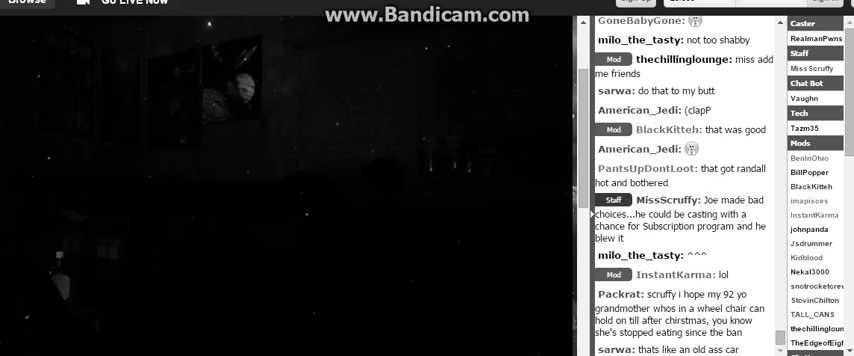 Browse
GO LIVE NOW
www.Bandicam.com
GoneBabyGone:
milo_the_tasty: not too shabby
Mod thechillinglounge: miss add
me friends
sarwa: do that to my butt
American_Jedi: (clapP
Mod BlackKitteh: that was good
American_Jedi:
PantsUpDontLoot: that got randall
hot and bothered
Staff MissScruffy: Joe made bad
choices...he could be casting with a
chance for Subscription program and he
blew it
milo_the_tasty: ^^^
Mod InstantKarma: lol
Packrat: scruffy i hope my 92 yo
grandmother whos in a wheel chair can
hold on till after chirstmas, you know
she's stopped eating since the ban
sarwa: thats like an old ass car
Caster
RealmanPwns
Staff
MissScruffy
Chat Bot
Vaughn
Tech
Tazm35
Mods
BenInOhio
BillPopper
BlackKitteh
imapisces
InstantKarma
johnpanda
Jsdrummer
Kidblood
Nekal3000
snotrocketcrew
StovinChilton
TALL_CANS
thechillingloun
TheEdgeofEigh